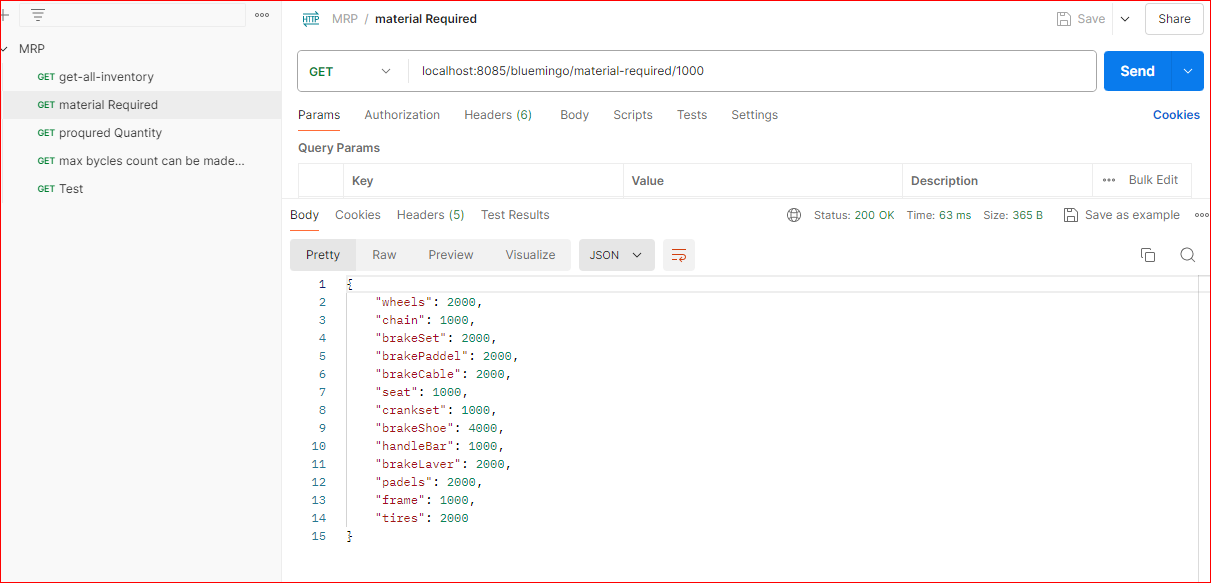 MRP
GET get-all-inventory
GET material Required
GET proqured Quantity
GET max bycles count can be made...
GET Test
HTTP MRP / material Required
Save
Share
GET localhost:8085/bluemingo/material-required/1000
Send
Params Authorization Headers (6) Body Scripts Tests Settings Cookies
Query Params
Key Value Description Bulk Edit
Body Cookies Headers (5) Test Results Status: 200 OK Time: 63 ms Size: 365 B Save as example
Pretty Raw Preview Visualize JSON
1 {
2 "wheels": 2000,
3 "chain": 1000,
4 "brakeSet": 2000,
5 "brakePaddel": 2000,
6 "brakeCable": 2000,
7 "seat": 1000,
8 "crankset": 1000,
9 "brakeShoe": 4000,
10 "handleBar": 1000,
11 "brakeLaver": 2000,
12 "padels": 2000,
13 "frame": 1000,
14 "tires": 2000
15 }